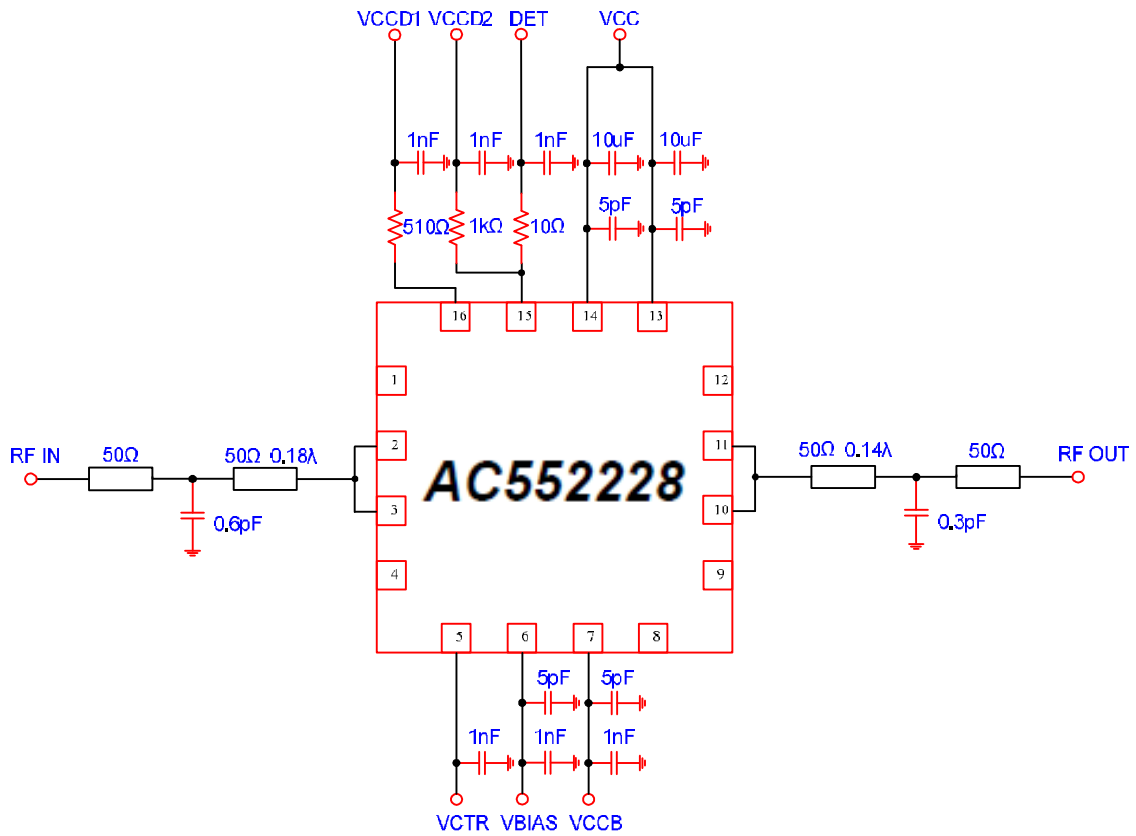 VCCD1 VCCD2 DET VCC
1nF 1nF 1nF 10uF 10uF
5pF 5pF
510Ω 1kΩ 10Ω
16 15 14 13
1 12
2 11
RF IN 50Ω 50Ω 0.18λ 50Ω 0.14λ 50Ω RF OUT
AC552228
3 10
0.6pF 0.3pF
4 9
5 6 7 8
5pF 5pF
1nF 1nF 1nF
VCTR VBIAS VCCB